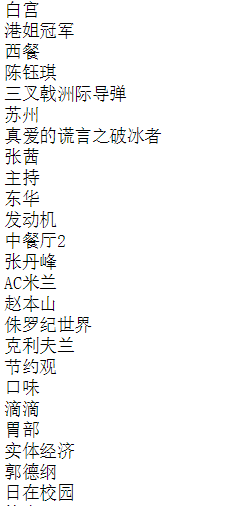 白宫
港姐冠军
西餐
陈钰琪
三叉戟洲际导弹
苏州
真爱的谎言之破冰者
张茜
主持
东华
发动机
中餐厅2
张丹峰
AC米兰
赵本山
侏罗纪世界
克利夫兰
节约观
口味
滴滴
胃部
实体经济
郭德纲
日在校园